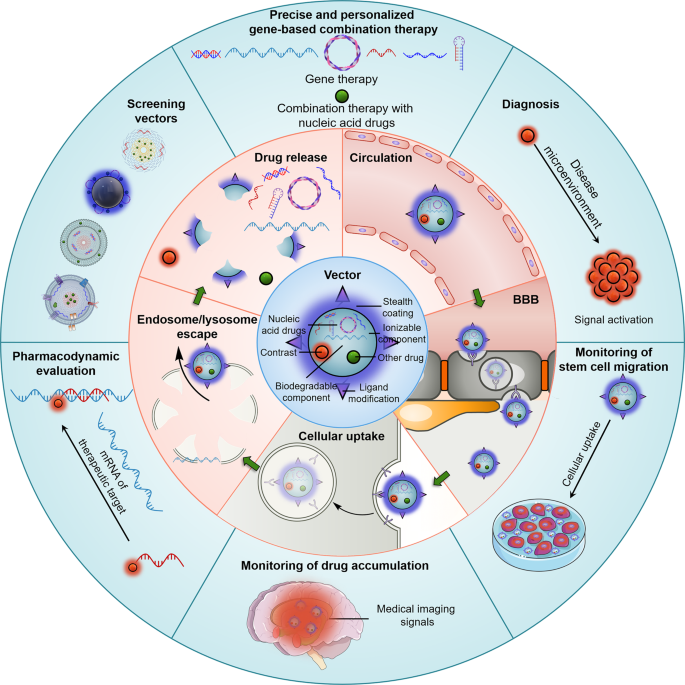 Precise and personalized
gene-based combination therapy
Gene therapy
Combination therapy with
nucleic acid drugs
Screening
vectors
Diagnosis
Disease
microenvironment
Signal activation
Drug release
Circulation
BBB
Vector
Stealth
coating
Nucleic
acid drugs
Ionizable
component
Contrast
Other drug
Biodegradable
component
Ligand
modification
Endosome/lysosome
escape
Cellular uptake
Pharmacodynamic
evaluation
mRNA of
therapeutic target
Monitoring of
stem cell migration
Cellular uptake
Monitoring of drug accumulation
Medical imaging
signals